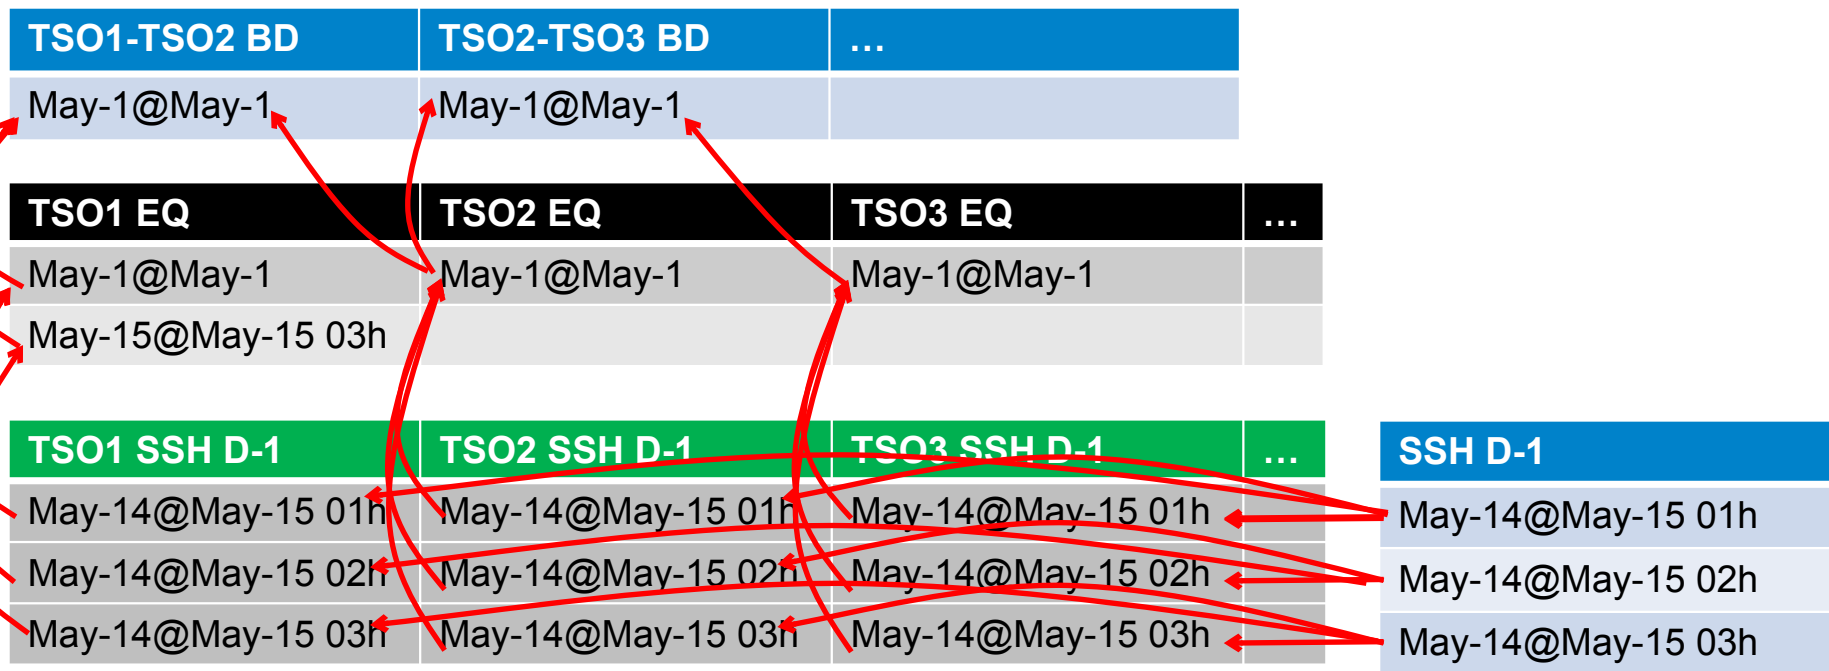 TSO1-TSO2 BD TSO2-TSO3 BD …
May-1@May-1 May-1@May-1
TSO1 EQ TSO2 EQ TSO3 EQ …
May-1@May-1 May-1@May-1 May-1@May-1
May-15@May-15 03h
TSO1 SSH D-1 TSO2 SSH D-1 TSO3 SSH D-1 … SSH D-1
May-14@May-15 01h May-14@May-15 01h May-14@May-15 01h May-14@May-15 01h
May-14@May-15 02h May-14@May-15 02h May-14@May-15 02h May-14@May-15 02h
May-14@May-15 03h May-14@May-15 03h May-14@May-15 03h May-14@May-15 03h